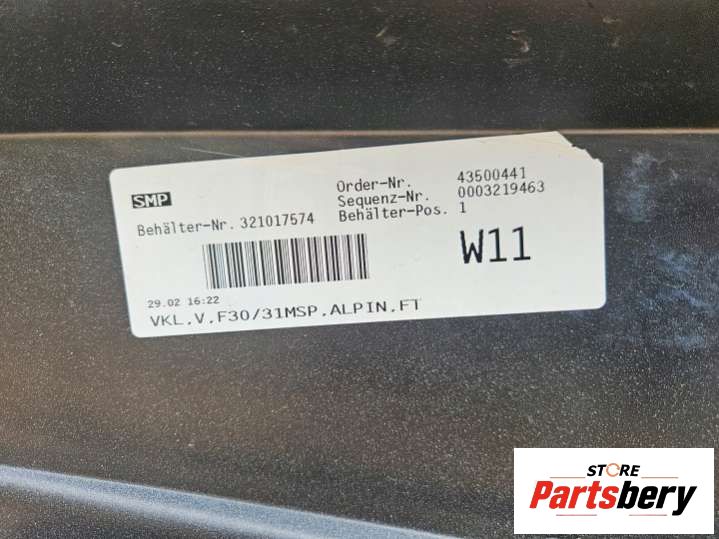 SMP
Order-Nr. 43500441
Sequenz-Nr. 0003219463
Behälter-Nr. 321017574 Behälter-Pos. 1
W11
29.02 16:22
VKL.V.F30/31MSP.ALPIN.FT
STORE
Partsbery